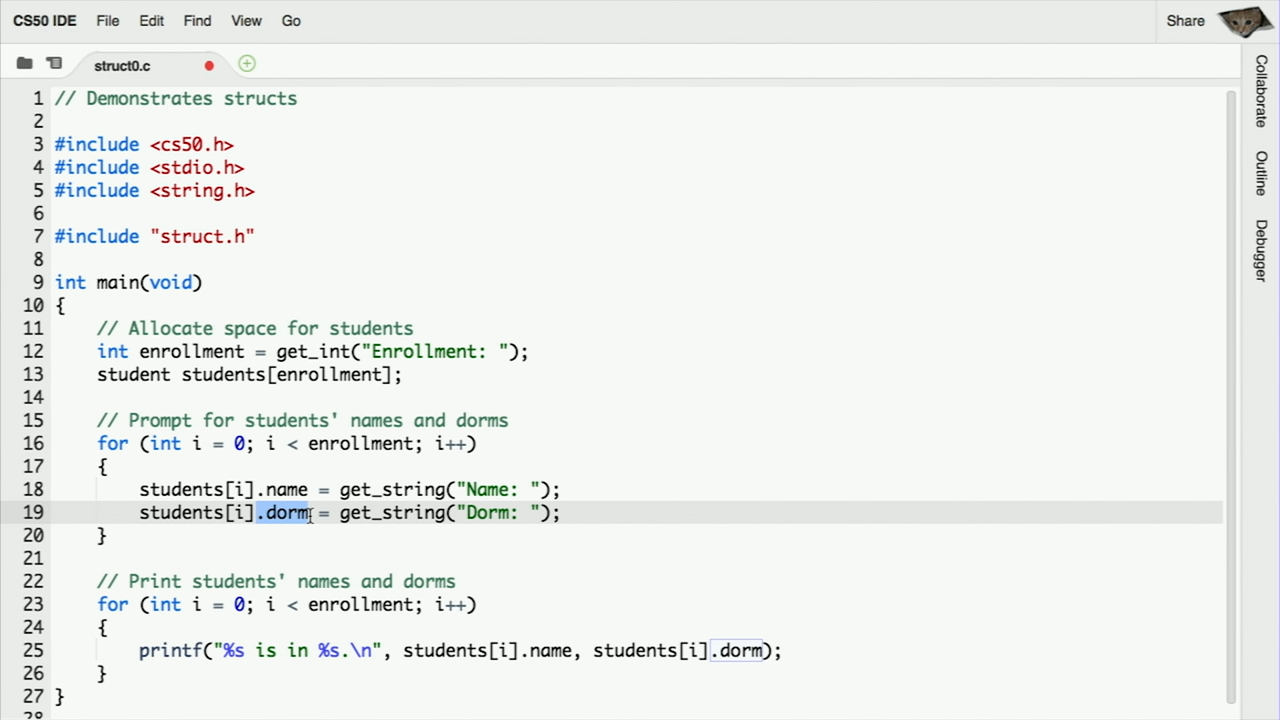 CS50 IDE File Edit Find View Go Share
struct0.c
Collaborate
Outline
Debugger
1 // Demonstrates structs
2
3 #include <cs50.h>
4 #include <stdio.h>
5 #include <string.h>
6
7 #include "struct.h"
8
9 int main(void)
10 {
11 // Allocate space for students
12 int enrollment = get_int("Enrollment: ");
13 student students[enrollment];
14
15 // Prompt for students' names and dorms
16 for (int i = 0; i < enrollment; i++)
17 {
18 students[i].name = get_string("Name: ");
19 students[i].dorm = get_string("Dorm: ");
20 }
21
22 // Print students' names and dorms
23 for (int i = 0; i < enrollment; i++)
24 {
25 printf("%s is in %s.\n", students[i].name, students[i].dorm);
26 }
27 }
28